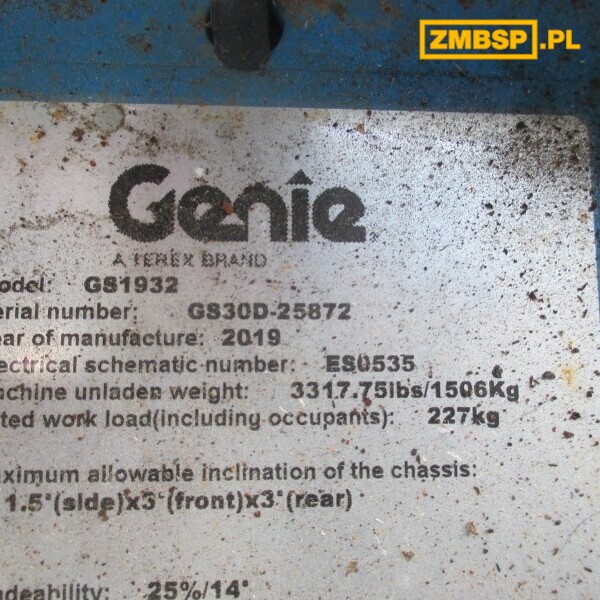 ZMBSP.PL
Genie
A TEREX BRAND
odel: GS1932
erial number: GS30D-25872
ear of manufacture: 2019
ectrical schematic number: ES0535
achine unladen weight: 3317.75lbs/1506Kg
ted work load(including occupants): 227kg
aximum allowable inclination of the chassis:
1.5°(side)x3°(front)x3°(rear)
adeability: 25%/14°